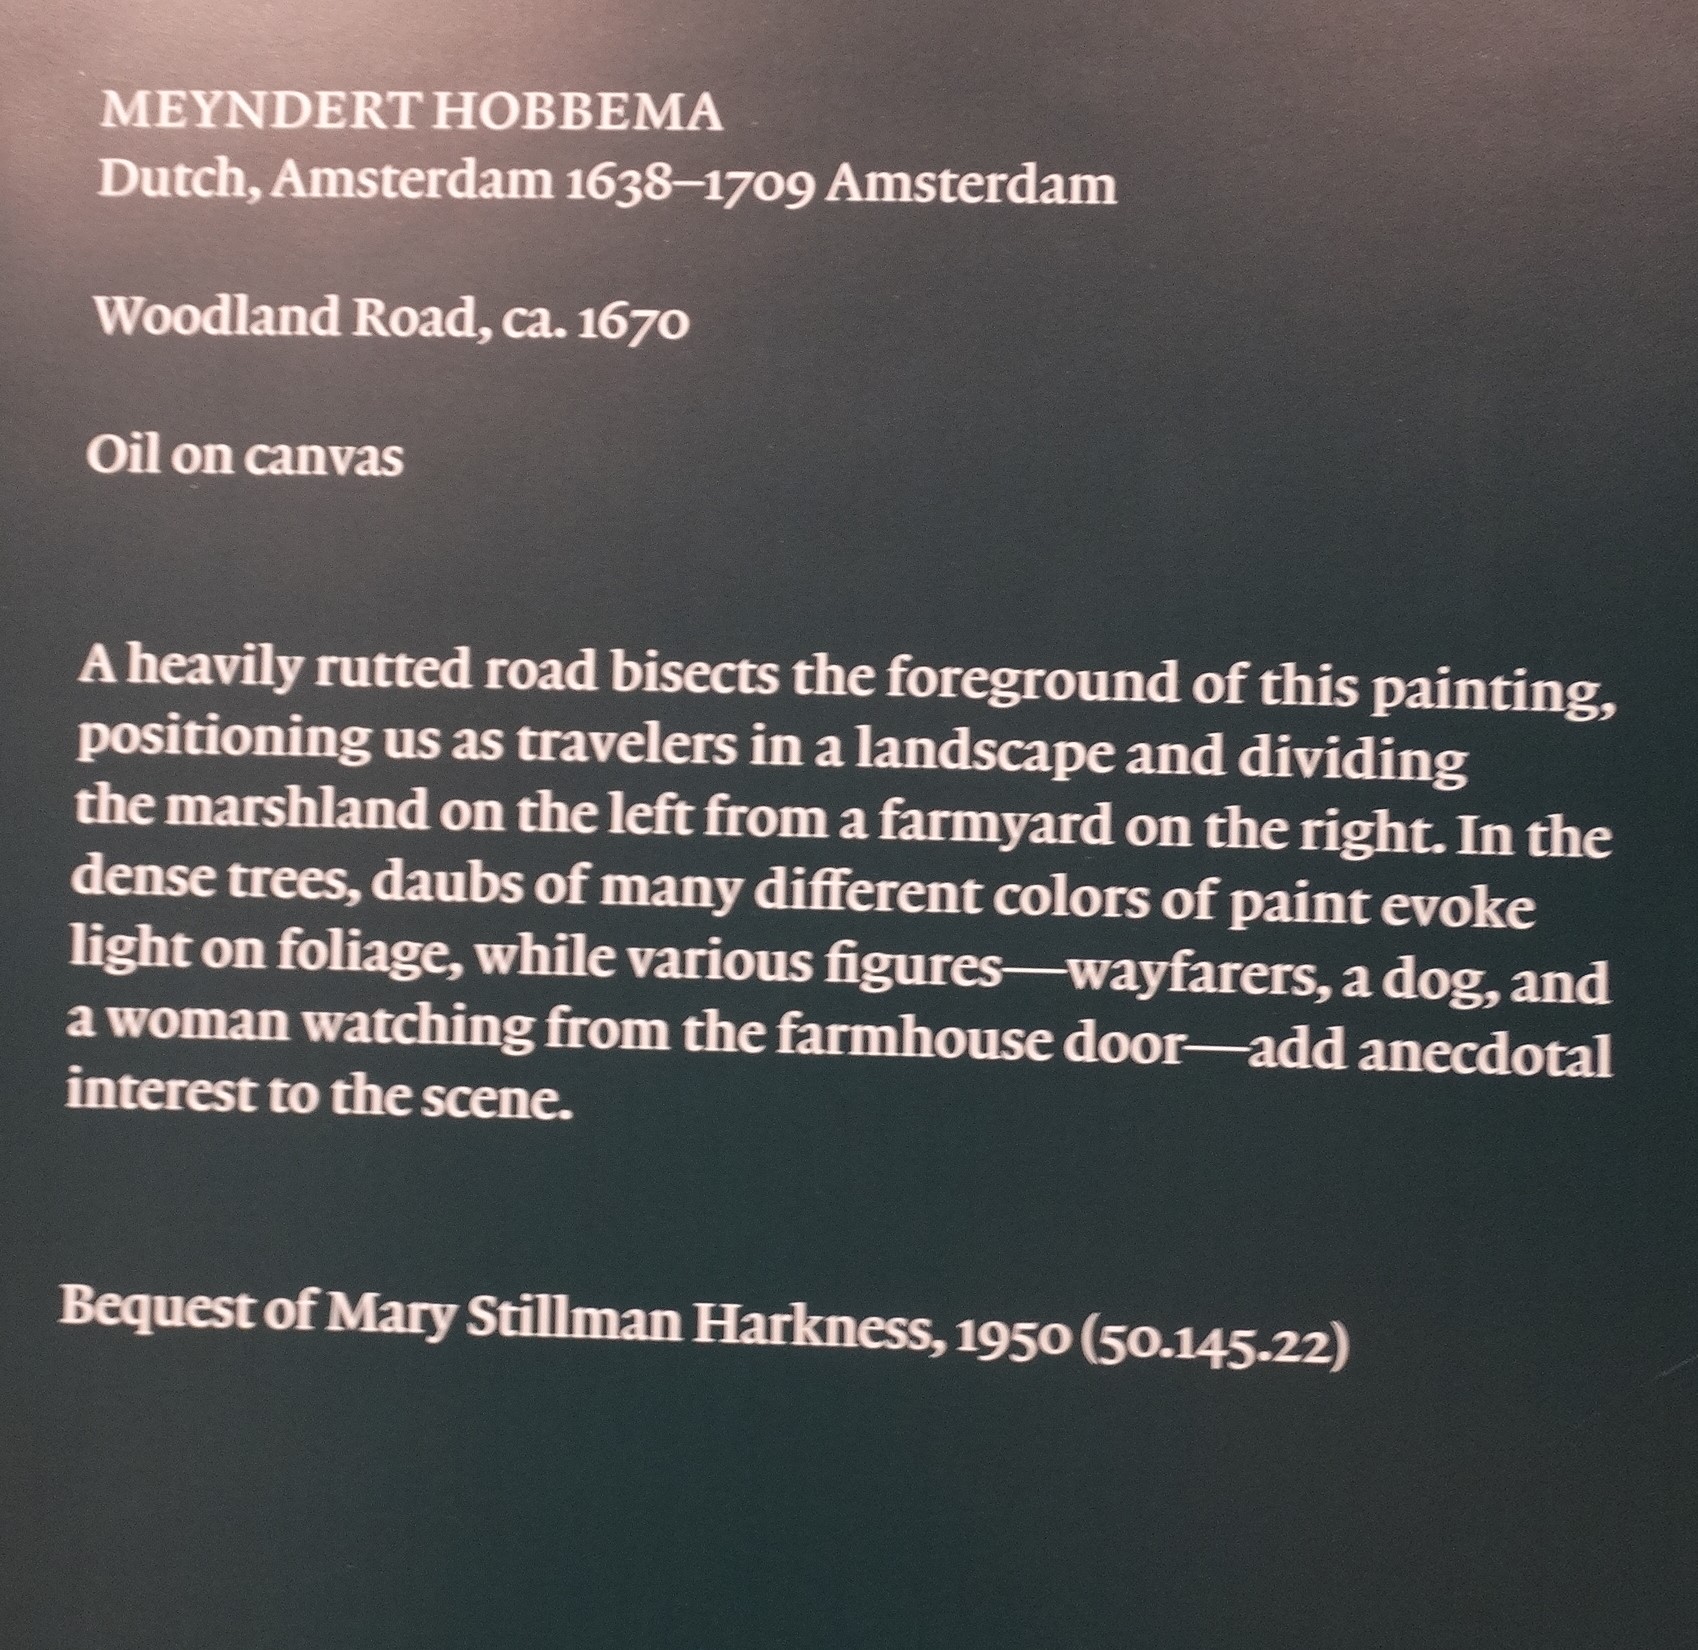 MEYNDERT HOBBEMA
Dutch, Amsterdam 1638–1709 Amsterdam
Woodland Road, ca. 1670
Oil on canvas
A heavily rutted road bisects the foreground of this painting,
positioning us as travelers in a landscape and dividing
the marshland on the left from a farmyard on the right. In the
dense trees, daubs of many different colors of paint evoke
light on foliage, while various figures—wayfarers, a dog, and
a woman watching from the farmhouse door—add anecdotal
interest to the scene.
Bequest of Mary Stillman Harkness, 1950 (50.145.22)